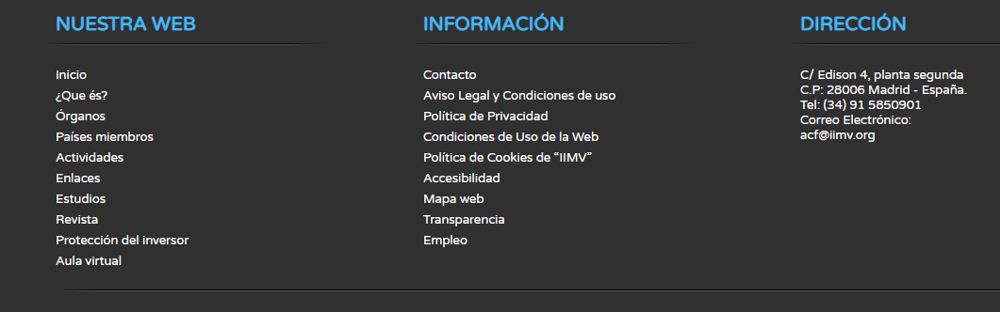 NUESTRA WEB
Inicio
¿Que és?
Órganos
Países miembros
Actividades
Enlaces
Estudios
Revista
Protección del inversor
Aula virtual
INFORMACIÓN
Contacto
Aviso Legal y Condiciones de uso
Política de Privacidad
Condiciones de Uso de la Web
Política de Cookies de “IIMV”
Accesibilidad
Mapa web
Transparencia
Empleo
DIRECCIÓN
C/ Edison 4, planta segunda
C.P: 28006 Madrid - España.
Tel: (34) 91 5850901
Correo Electrónico:
acf@iimv.org